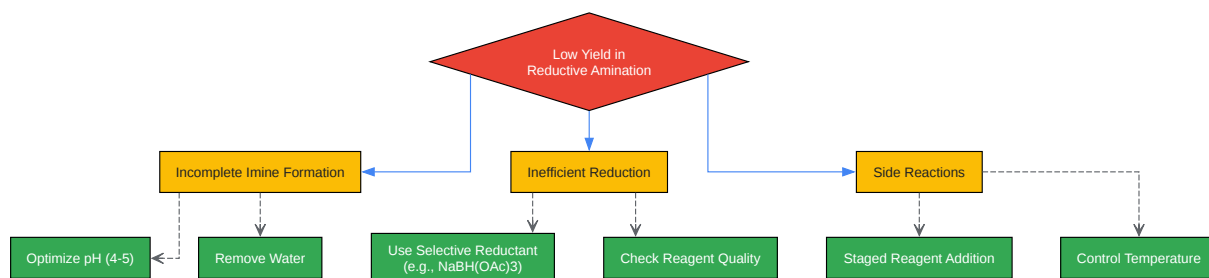 Low Yield in
Reductive Amination
Incomplete Imine Formation
Inefficient Reduction
Side Reactions
Optimize pH (4-5)
Remove Water
Use Selective Reductant
(e.g., NaBH(OAc)3)
Check Reagent Quality
Staged Reagent Addition
Control Temperature